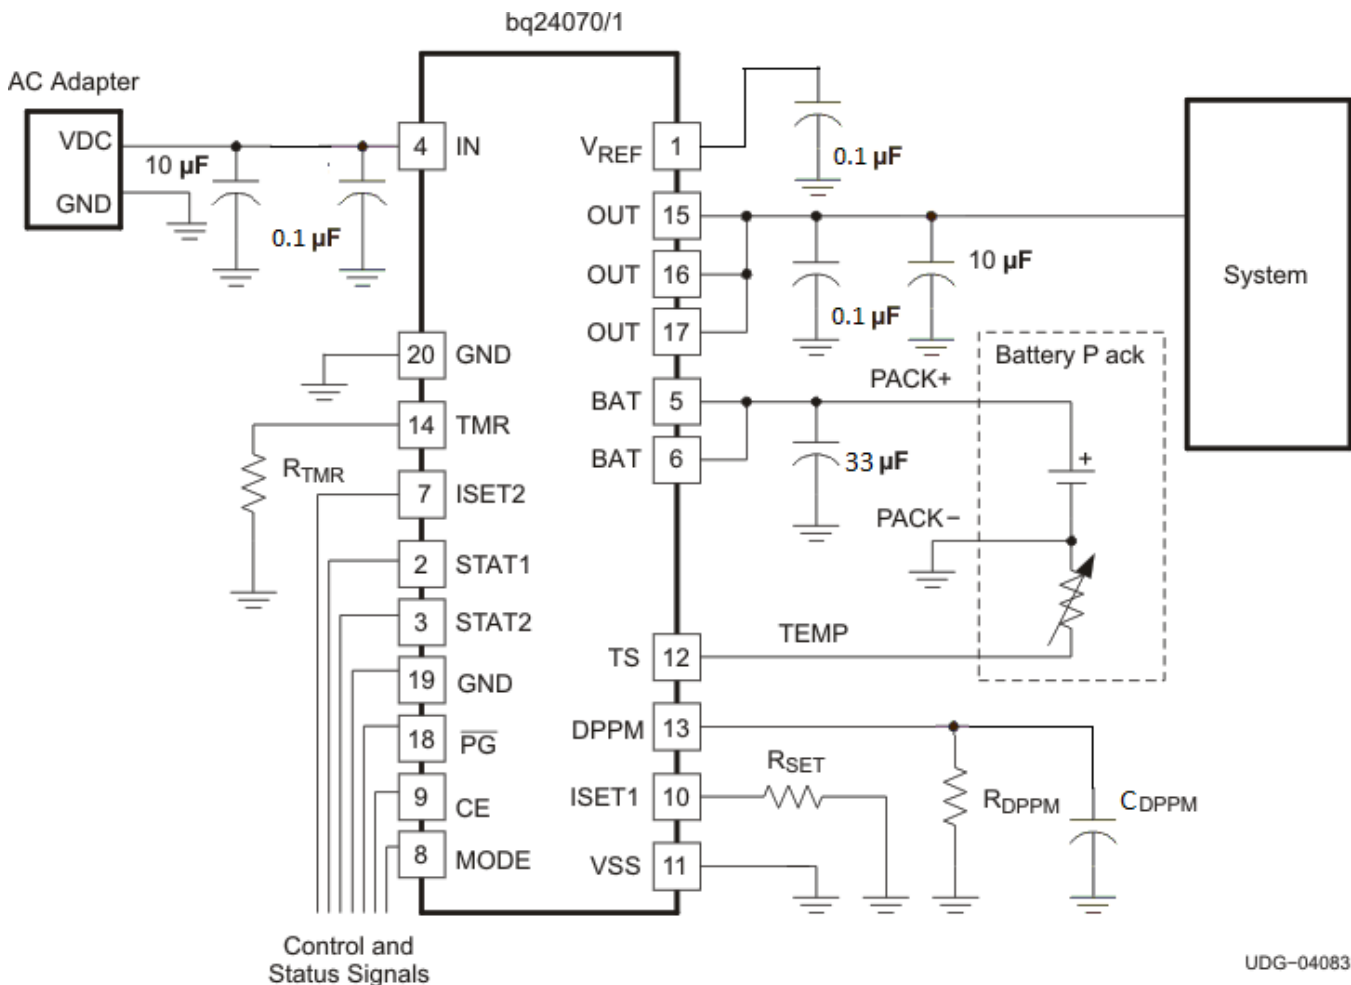 bq24070/1
AC Adapter
VDC
GND
10 µF
0.1 µF
4 IN
VREF 1
0.1 µF
OUT 15
OUT 16
OUT 17
0.1 µF
10 µF
System
20 GND
14 TMR
RTMR
7 ISET2
2 STAT1
3 STAT2
19 GND
18 PG
9 CE
8 MODE
Control and
Status Signals
BAT 5
BAT 6
PACK+
33 µF
Battery P ack
+
PACK−
TEMP
TS 12
DPPM 13
ISET1 10
RSET
VSS 11
RDPPM
CDPPM
UDG−04083